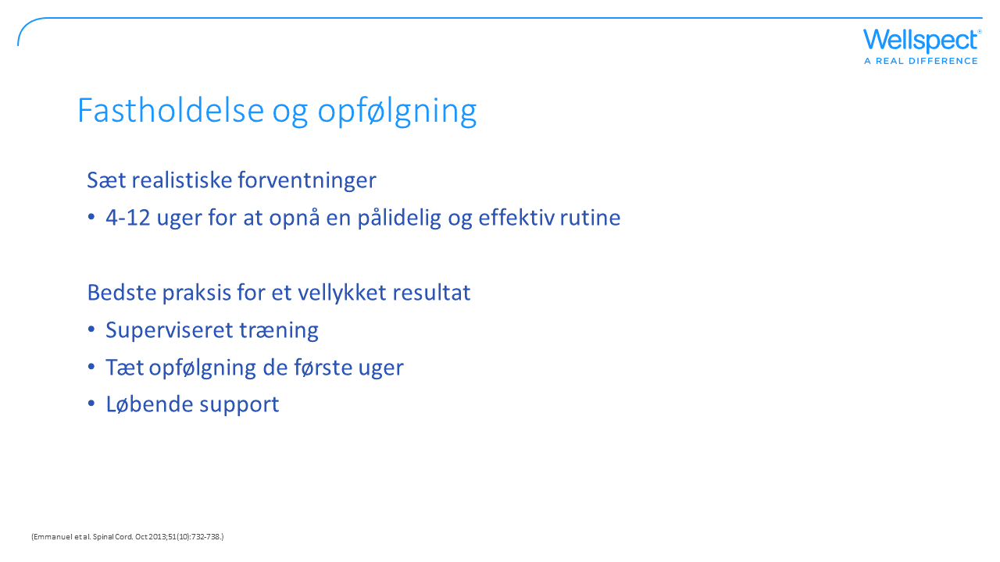 Wellspect®
A REAL DIFFERENCE
Fastholdelse og opfølgning
Sæt realistiske forventninger
• 4-12 uger for at opnå en pålidelig og effektiv rutine
Bedste praksis for et vellykket resultat
• Superviseret træning
• Tæt opfølgning de første uger
• Løbende support
(Emmanuel et al. Spinal Cord. Oct 2013;51(10):732-738.)